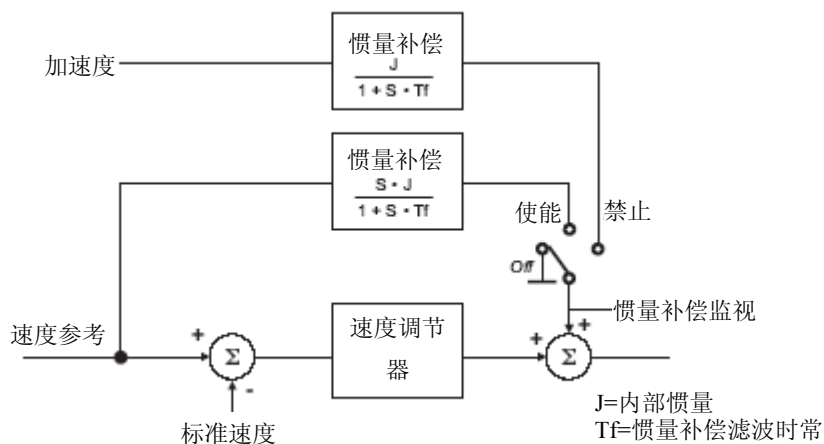 惯量补偿
J
1 + S • Tf
加速度
惯量补偿
S • J
1 + S • Tf
使能
禁止
Off
惯量补偿监视
速度参考
+
Σ
-
速度调节
器
+
+
Σ
标准速度
J=内部惯量
Tf=惯量补偿滤波时常